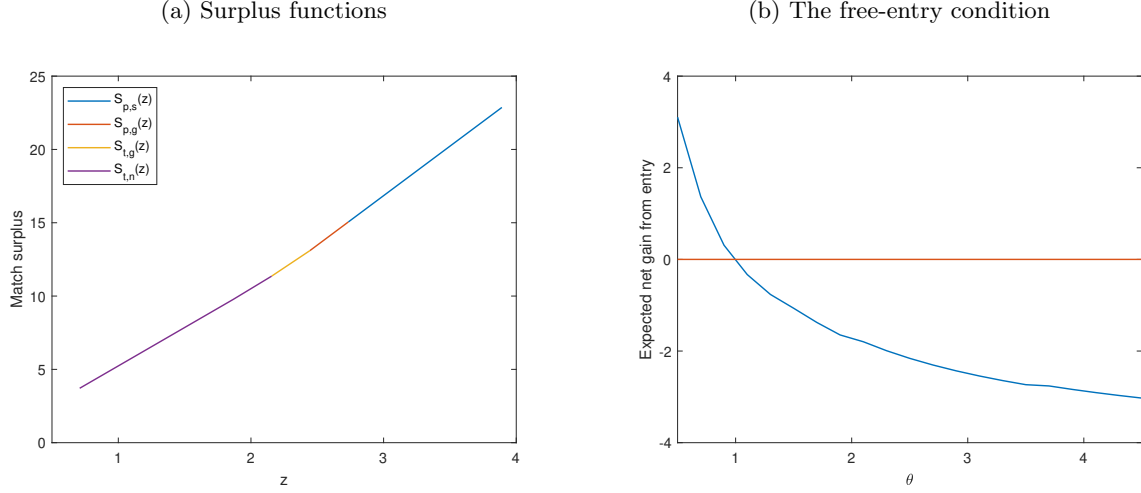 (a) Surplus functions
25
20
15
10
5
0
Match surplus
S_{p,s}(z)
S_{p,g}(z)
S_{t,g}(z)
S_{t,n}(z)
1 2 3 4
z
(b) The free-entry condition
4
2
0
-2
-4
Expected net gain from entry
1 2 3 4
θ